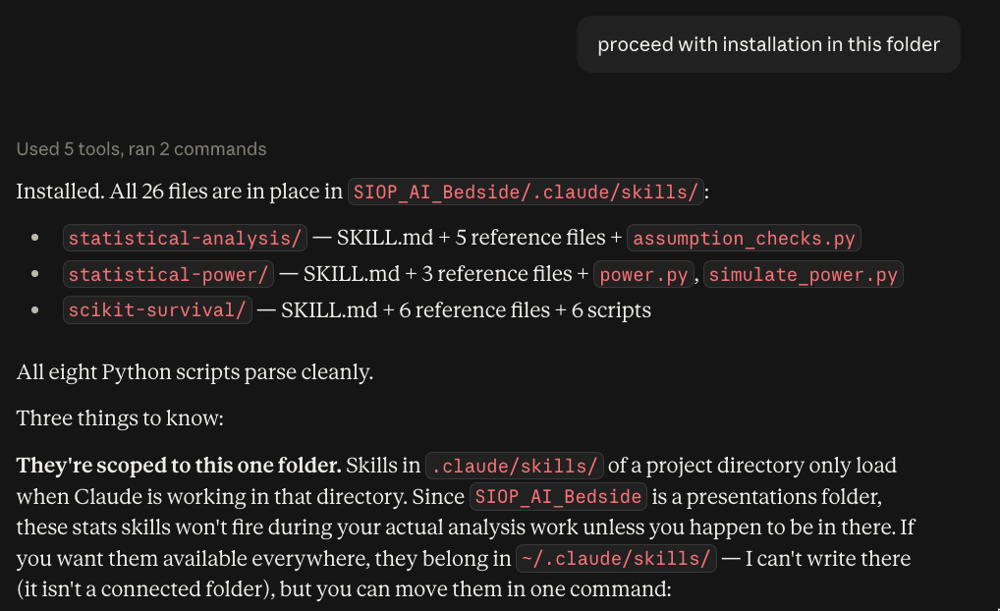 proceed with installation in this folder
Used 5 tools, ran 2 commands
Installed. All 26 files are in place in SIOP_AI_Bedside/.claude/skills/:
• statistical-analysis/ — SKILL.md + 5 reference files + assumption_checks.py
• statistical-power/ — SKILL.md + 3 reference files + power.py, simulate_power.py
• scikit-survival/ — SKILL.md + 6 reference files + 6 scripts
All eight Python scripts parse cleanly.
Three things to know:
They're scoped to this one folder. Skills in .claude/skills/ of a project directory only load
when Claude is working in that directory. Since SIOP_AI_Bedside is a presentations folder,
these stats skills won't fire during your actual analysis work unless you happen to be in there. If
you want them available everywhere, they belong in ~/.claude/skills/ — I can't write there
(it isn't a connected folder), but you can move them in one command: